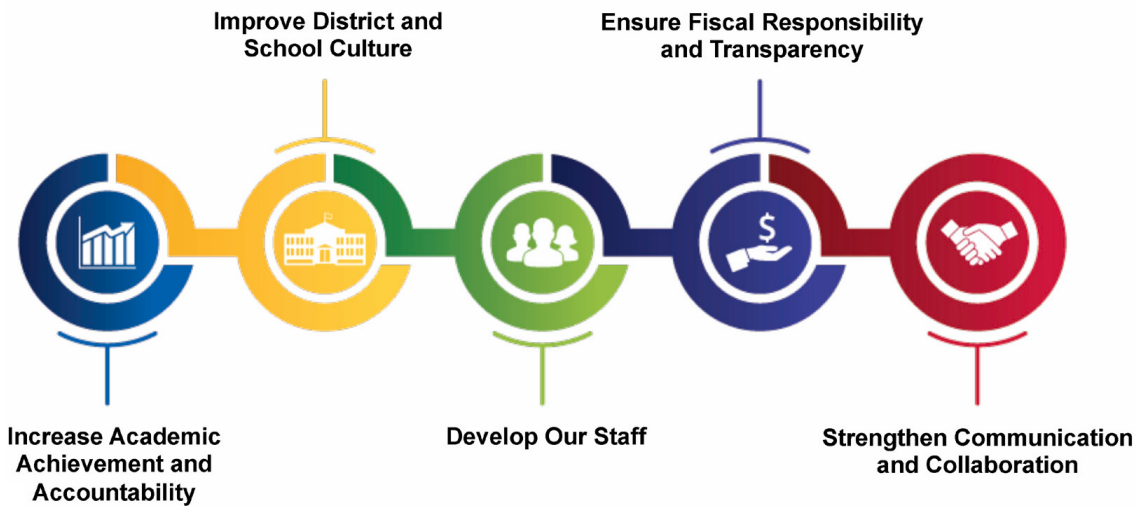 Improve District and
School Culture
Ensure Fiscal Responsibility
and Transparency
$
Increase Academic
Achievement and
Accountability
Develop Our Staff
Strengthen Communication
and Collaboration